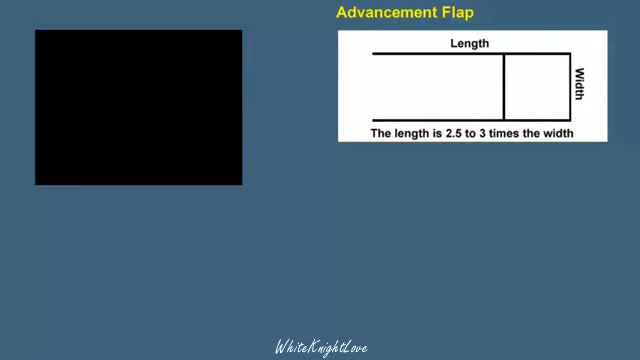 Advancement Flap
Length
Width
The length is 2.5 to 3 times the width
WhiteKnightLove